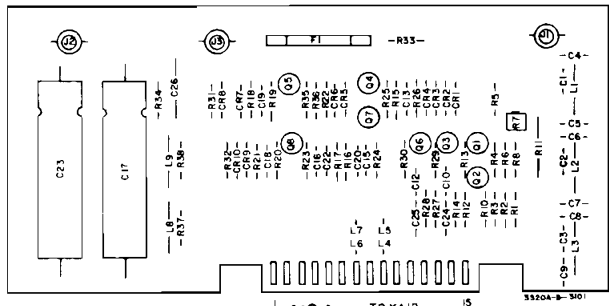 J2
J3
F1
R33
J1
C4
C1
L1
C5
C6
C2
L2
C7
C8
C3
L3
C9
C23
C17
R34
C26
L9
R38
L8
R37
R31
CR8
CR7
R18
C19
R19
Q5
R35
R36
R22
CR6
CR5
Q4
Q7
R25
R15
C13
R26
CR4
CR3
CR2
CR1
R5
R7
R11
R32
CR10
CR9
R21
C18
R20
Q8
R23
C16
C22
R17
R16
C20
C15
R24
R30
Q6
R29
Q3
R13
Q1
R4
R6
R8
C12
C10
Q2
C25
R28
R27
C24
R14
R12
R10
R3
R2
R1
L7
L5
L6
L4
15
3320A-B-3101